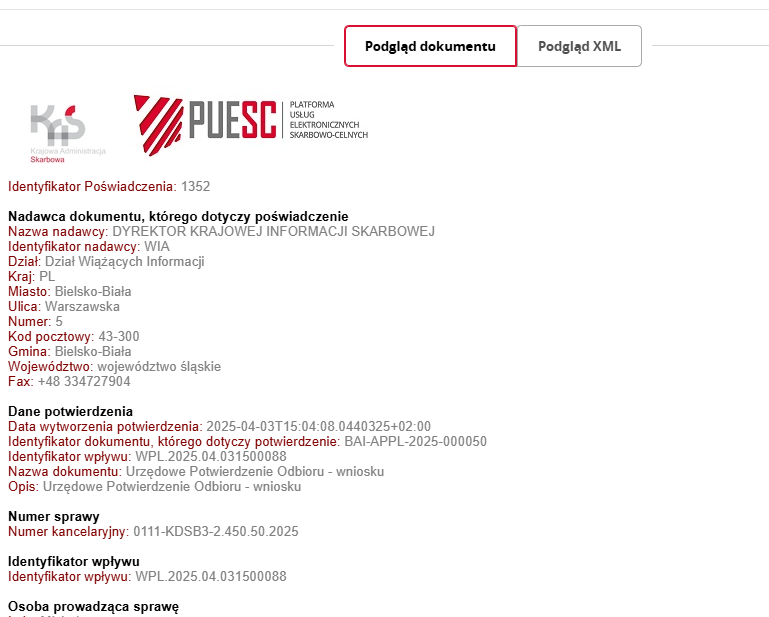 Podgląd dokumentu Podgląd XML
KAS
Krajowa Administracja
Skarbowa
PUESC
PLATFORMA
USŁUG
ELEKTRONICZNYCH
SKARBOWO-CELNYCH
Identyfikator Poświadczenia: 1352
Nadawca dokumentu, którego dotyczy poświadczenie
Nazwa nadawcy: DYREKTOR KRAJOWEJ INFORMACJI SKARBOWEJ
Identyfikator nadawcy: WIA
Dział: Dział Wiążących Informacji
Kraj: PL
Miasto: Bielsko-Biała
Ulica: Warszawska
Numer: 5
Kod pocztowy: 43-300
Gmina: Bielsko-Biała
Województwo: województwo śląskie
Fax: +48 334727904
Dane potwierdzenia
Data wytworzenia potwierdzenia: 2025-04-03T15:04:08.0440325+02:00
Identyfikator dokumentu, którego dotyczy potwierdzenie: BAI-APPL-2025-000050
Identyfikator wpływu: WPL.2025.04.031500088
Nazwa dokumentu: Urzędowe Potwierdzenie Odbioru - wniosku
Opis: Urzędowe Potwierdzenie Odbioru - wniosku
Numer sprawy
Numer kancelaryjny: 0111-KDSB3-2.450.50.2025
Identyfikator wpływu
Identyfikator wpływu: WPL.2025.04.031500088
Osoba prowadząca sprawę